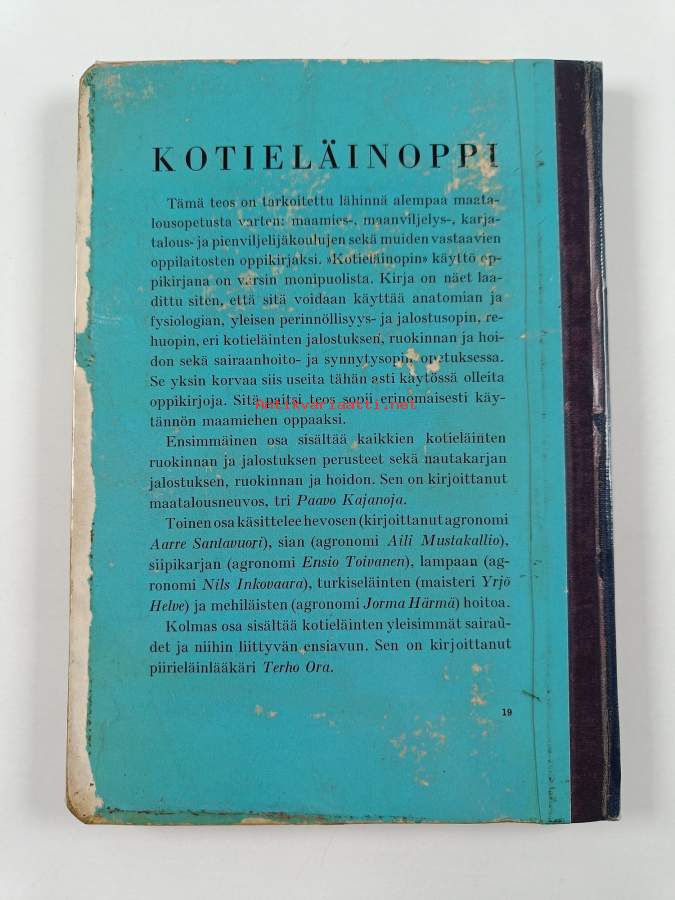 KOTIELÄINOPPI
Tämä teos on tarkoitettu lähinnä alempaa maata-
lousopetusta varten: maamies-, maanviljelys-, karja-
talous- ja pienviljelijäkoulujen sekä muiden vastaavien
oppilaitosten oppikirjaksi. »Kotieläinopin» käyttö op-
pikirjana on varsin monipuolista. Kirja on näet laa-
dittu siten, että sitä voidaan käyttää anatomian ja
fysiologian, yleisen perinnöllisyys- ja jalostusopin, re-
huopin, eri kotieläinten jalostuksen, ruokinnan ja hoi-
don sekä sairaanhoito- ja synnytysopin opetuksessa.
Se yksin korvaa siis useita tähän asti käytössä olleita
oppikirjoja. Sitä paitsi teos sopii erinomaisesti käy-
antikvariaatti.net
tännön maamiehen oppaaksi.
Ensimmäinen osa sisältää kaikkien kotieläinten
ruokinnan ja jalostuksen perusteet sekä nautakarjan
jalostuksen, ruokinnan ja hoidon. Sen on kirjoittanut
maatalousneuvos, tri Paavo Kajanoja.
Toinen osa käsittelee hevosen (kirjoittanut agronomi
Aarre Santavuori), sian (agronomi Aili Mustakallio),
siipikarjan (agronomi Ensio Toivanen), lampaan (ag-
ronomi Nils Inkovaara), turkiseläinten (maisteri Yrjö
Helve) ja mehiläisten (agronomi Jorma Härmä) hoitoa.
Kolmas osa sisältää kotieläinten yleisimmät sairau-
det ja niihin liittyvän ensiavun. Sen on kirjoittanut
piirieläinlääkäri Terho Ora.
19